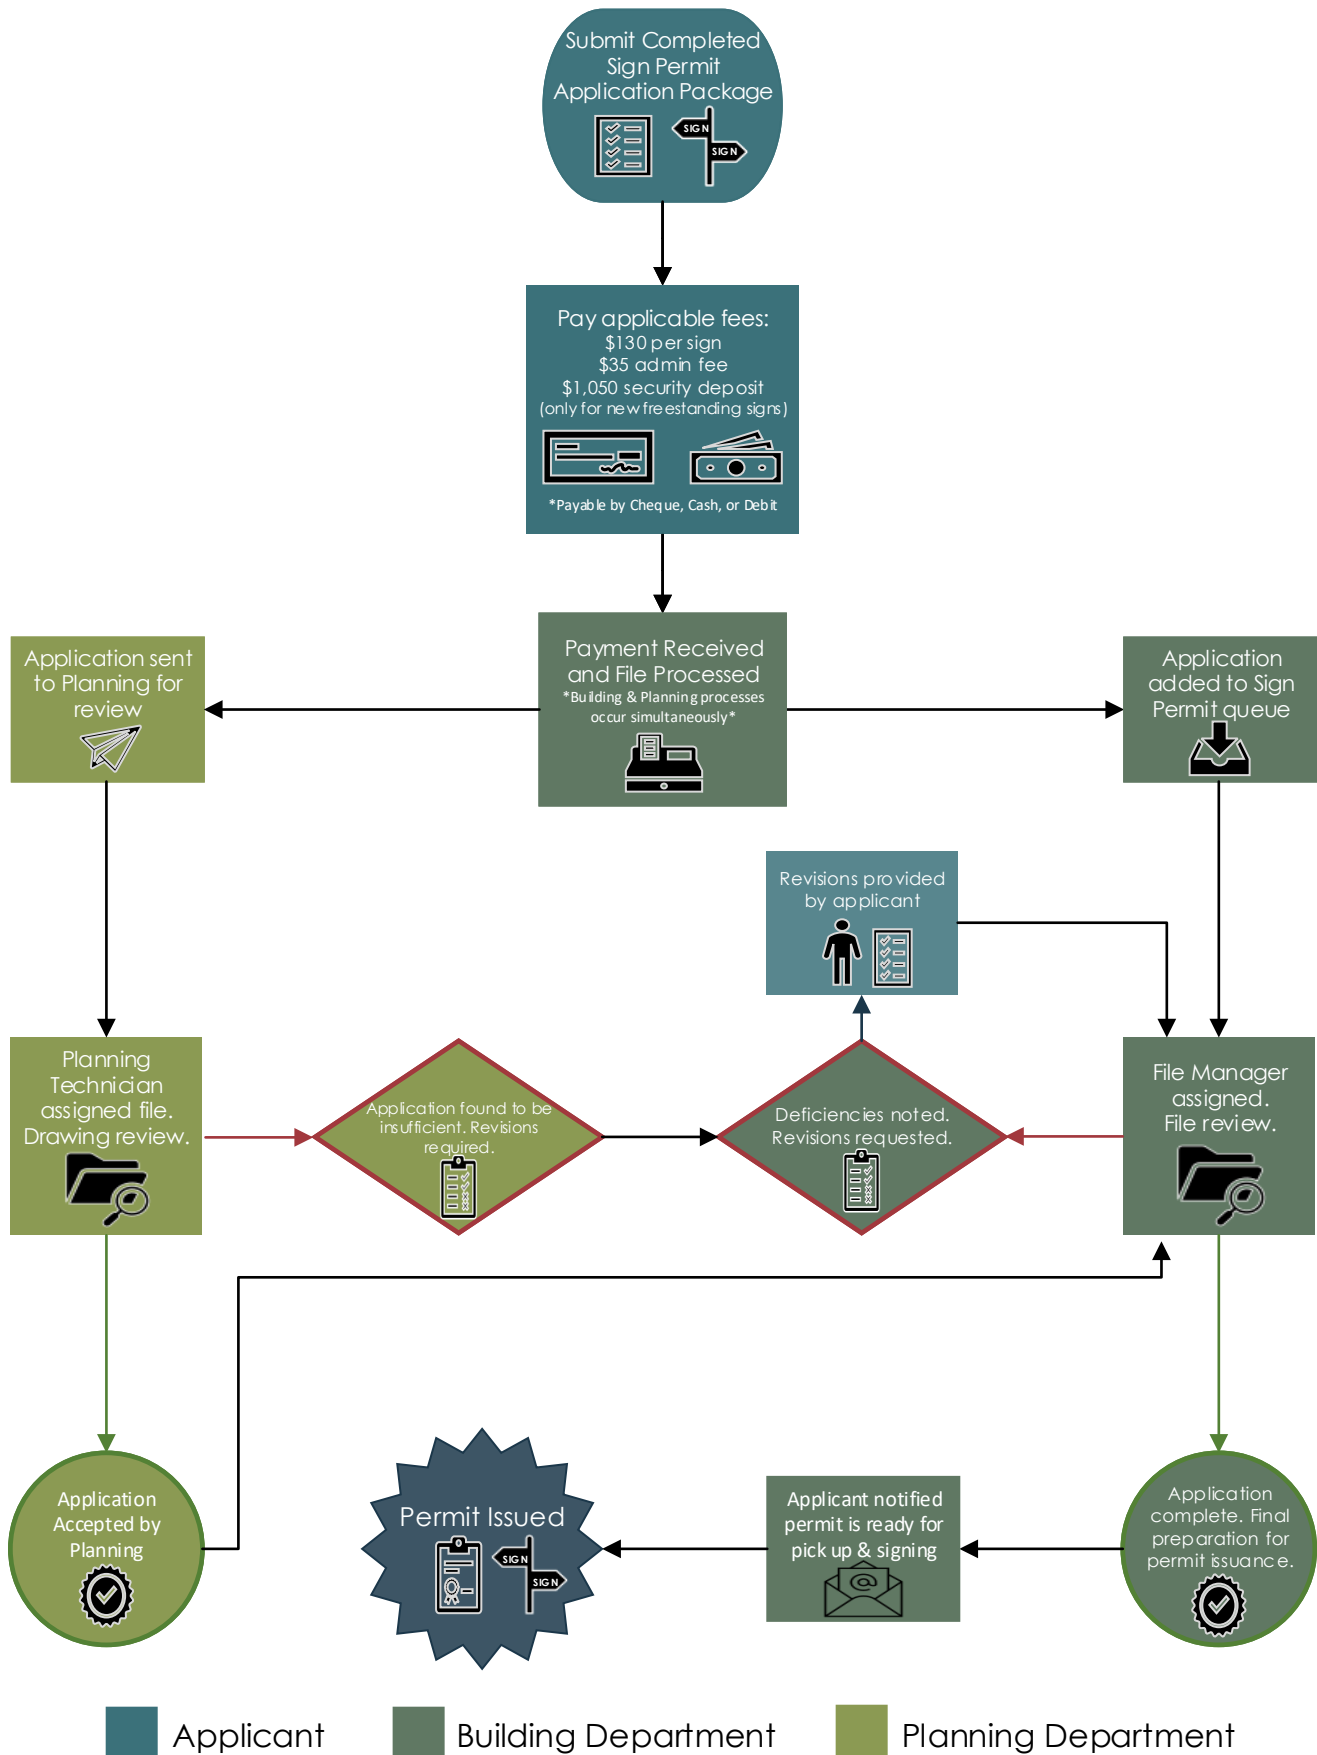 Submit Completed
Sign Permit
Application Package
SIGN
SIGN
Pay applicable fees:
$130 per sign
$35 admin fee
$1,050 security deposit
(only for new freestanding signs)
*Payable by Cheque, Cash, or Debit
Application sent
to Planning for
review
Payment Received
and File Processed
*Building & Planning processes
occur simultaneously*
Application
added to Sign
Permit queue
Revisions provided
by applicant
Planning
Technician
assigned file.
Drawing review.
Application found to be
insufficient. Revisions
required.
Deficiencies noted.
Revisions requested.
File Manager
assigned.
File review.
Application
Accepted by
Planning
Permit Issued
SIGN
SIGN
Applicant notified
permit is ready for
pick up & signing
@
Application
complete. Final
preparation for
permit issuance.
Applicant
Building Department
Planning Department